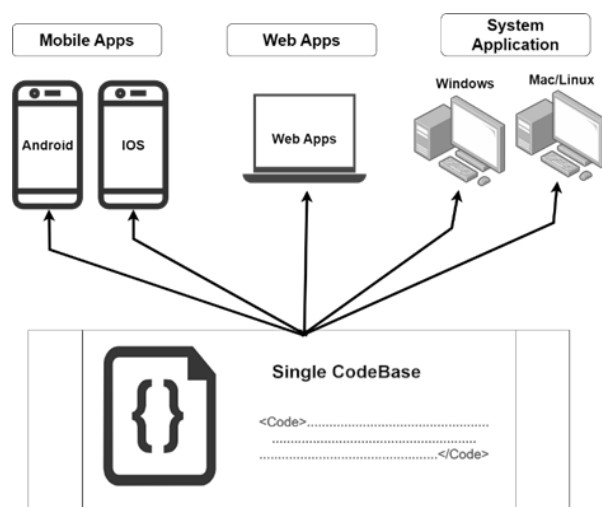 Mobile Apps
Web Apps
System
Application
Windows
Mac/Linux
Android
IOS
Web Apps
{}
Single CodeBase
<Code>................................................
......................................................
................................................</Code>